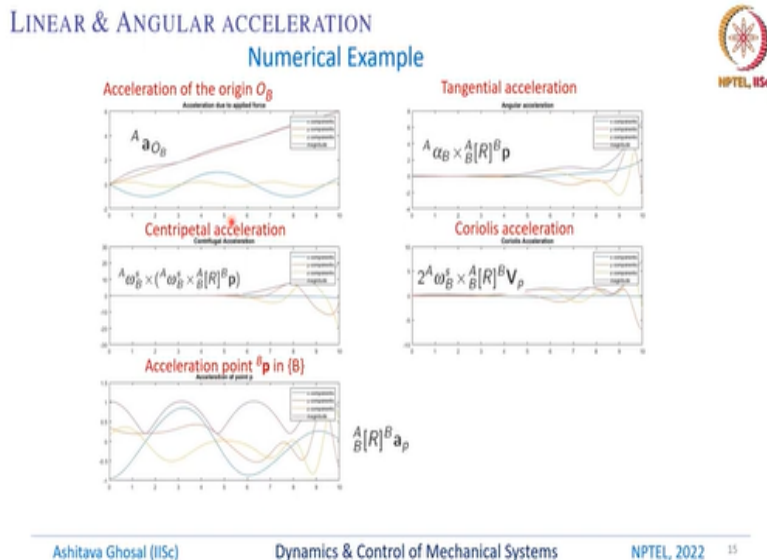 LINEAR & ANGULAR ACCELERATION
Numerical Example
NPTEL, IISc
Acceleration of the origin O_B
Acceleration due to applied force
^A a_{O_B}
Tangential acceleration
Angular acceleration
^A α_B × ^A_B[R]^B p
Centripetal acceleration
Centrifugal Acceleration
^A ω^s_B × (^A ω^s_B × ^A_B[R]^B p)
Coriolis acceleration
Coriolis Acceleration
2^A ω^s_B × ^A_B[R]^B V_p
Acceleration point ^B p in {B}
Acceleration of point p
^A_B[R]^B a_p
Ashitava Ghosal (IISc)
Dynamics & Control of Mechanical Systems
NPTEL, 2022
15